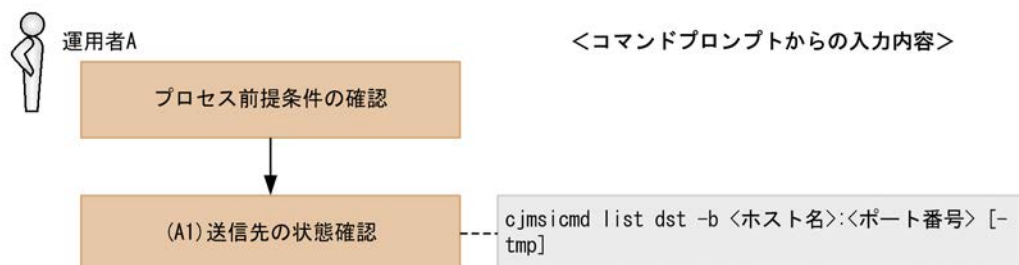 運用者A
＜コマンドプロンプトからの入力内容＞
プロセス前提条件の確認
(A1)送信先の状態確認
cjmsicmd list dst -b <ホスト名>:<ポート番号> [-
tmp]